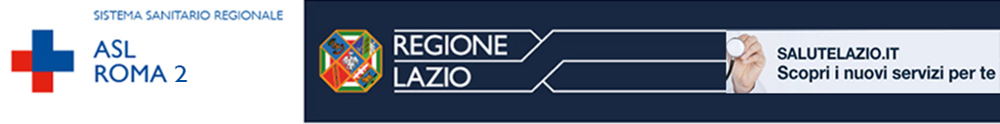 SISTEMA SANITARIO REGIONALE
ASL
ROMA 2
REGIONE
LAZIO
SALUTELAZIO.IT
Scopri i nuovi servizi per te